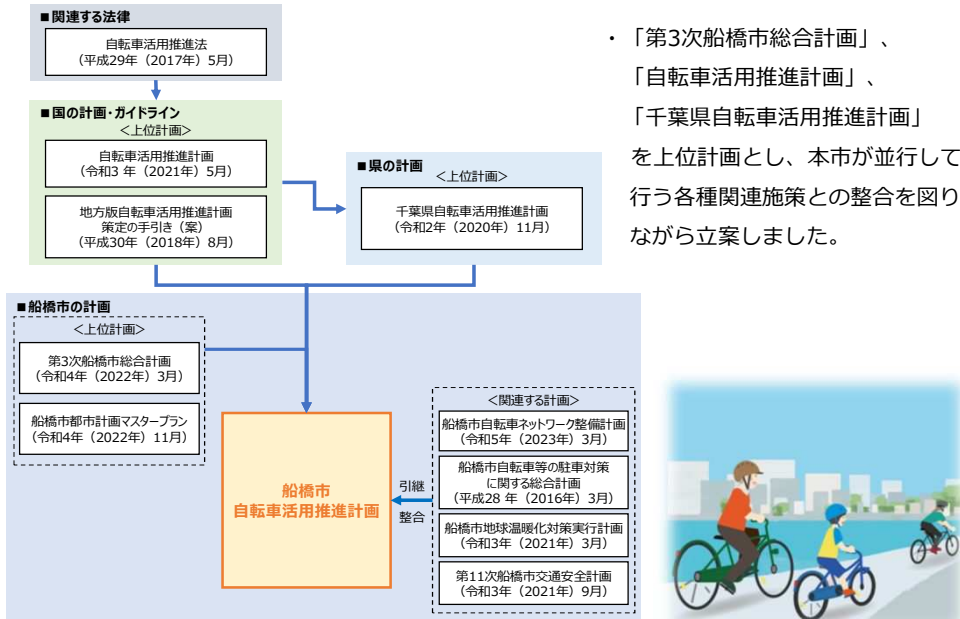 ■関連する法律
自転車活用推進法
（平成29年（2017年）5月）
■国の計画・ガイドライン
＜上位計画＞
自転車活用推進計画
（令和3 年（2021年）5月）
地方版自転車活用推進計画
策定の手引き（案）
（平成30年（2018年）8月）
■県の計画
＜上位計画＞
千葉県自転車活用推進計画
（令和2年（2020年）11月）
・「第3次船橋市総合計画」、
「自転車活用推進計画」、
「千葉県自転車活用推進計画」
を上位計画とし、本市が並行して
行う各種関連施策との整合を図り
ながら立案しました。
■船橋市の計画
＜上位計画＞
第3次船橋市総合計画
（令和4年（2022年）3月）
船橋市都市計画マスタープラン
（令和4年（2022年）11月）
船橋市
自転車活用推進計画
引継
整合
＜関連する計画＞
船橋市自転車ネットワーク整備計画
（令和5年（2023年）3月）
船橋市自転車等の駐車対策
に関する総合計画
（平成28 年（2016年）3月）
船橋市地球温暖化対策実行計画
（令和3年（2021年）3月）
第11次船橋市交通安全計画
（令和3年（2021年）9月）